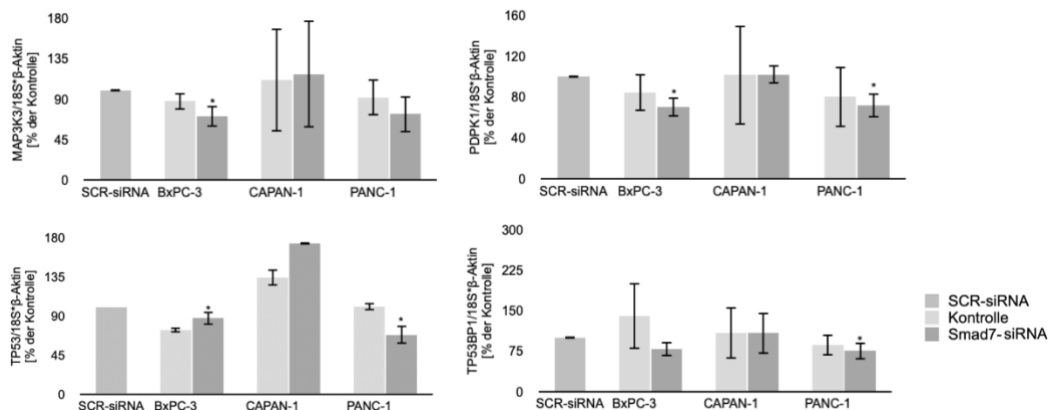 MAP3K3/18S*β-Aktin
[% der Kontrolle]
180
135
90
45
0
*
SCR-siRNA BxPC-3 CAPAN-1 PANC-1
PDPK1/18S*β-Aktin
[% der Kontrolle]
160
120
80
40
0
*
*
SCR-siRNA BxPC-3 CAPAN-1 PANC-1
TP53/18S*β-Aktin
[% der Kontrolle]
180
135
90
45
0
*
*
SCR-siRNA BxPC-3 CAPAN-1 PANC-1
TP53BP1/18S*β-Aktin
[% der Kontrolle]
300
225
150
75
0
*
SCR-siRNA BxPC-3 CAPAN-1 PANC-1
SCR-siRNA
Kontrolle
Smad7-siRNA